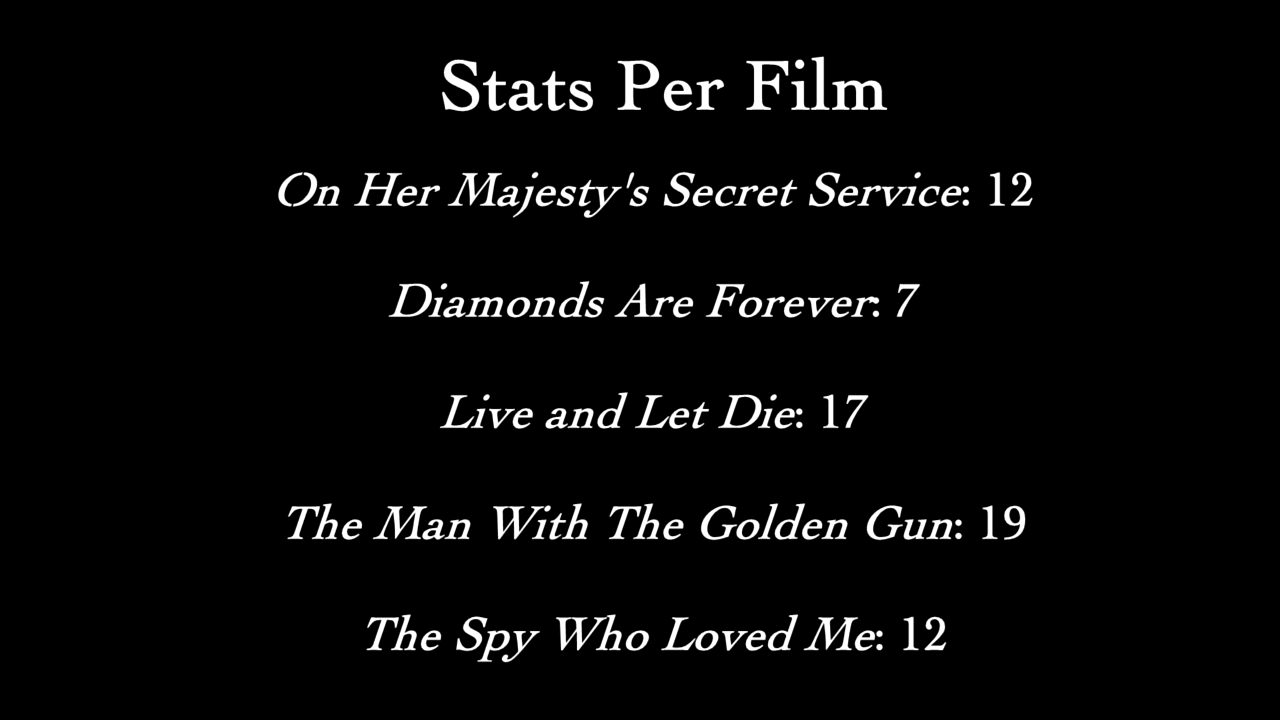 Stats Per Film
On Her Majesty's Secret Service: 12
Diamonds Are Forever: 7
Live and Let Die: 17
The Man With The Golden Gun: 19
The Spy Who Loved Me: 12